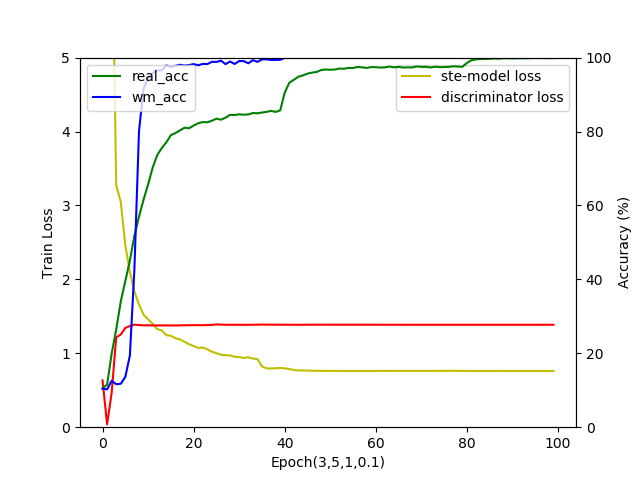 real_acc
wm_acc
ste-model loss
discriminator loss
5
4
3
2
1
0
Train Loss
100
80
60
40
20
0
Accuracy (%)
0 20 40 60 80 100
Epoch(3,5,1,0.1)